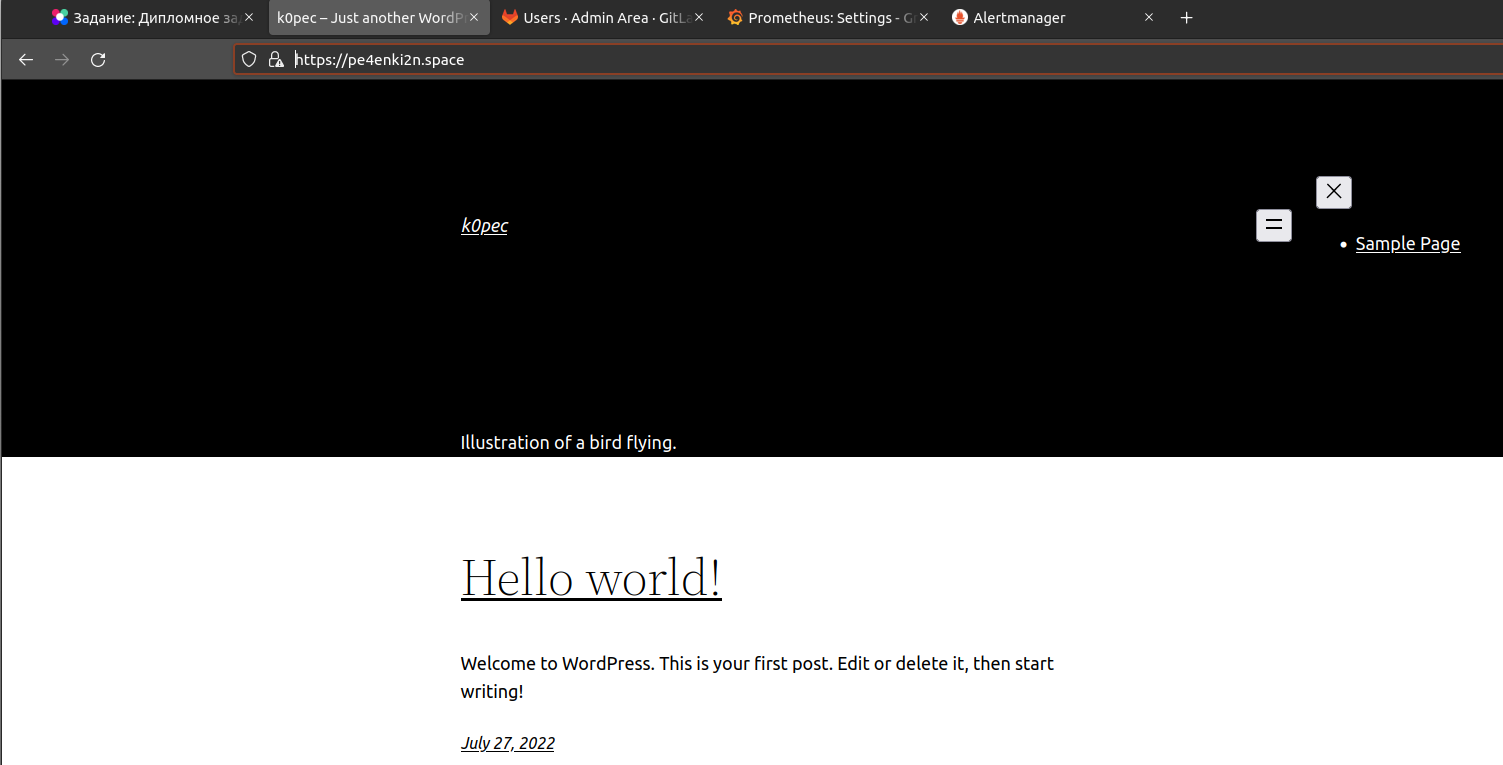 Задание: Дипломное за
k0pec – Just another WordP
Users · Admin Area · GitLa
Prometheus: Settings - G
Alertmanager
https://pe4enki2n.space
k0pec
Sample Page
Illustration of a bird flying.
Hello world!
Welcome to WordPress. This is your first post. Edit or delete it, then start
writing!
July 27, 2022